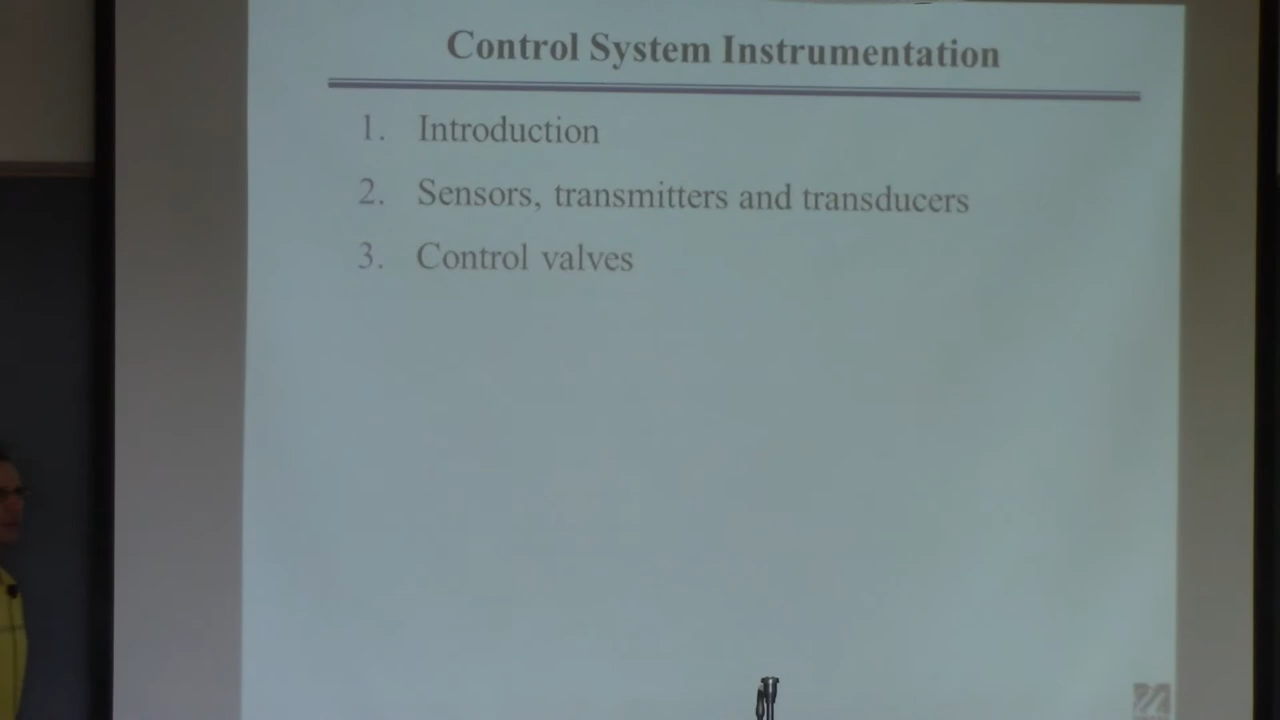 Control System Instrumentation
1. Introduction
2. Sensors, transmitters and transducers
3. Control valves